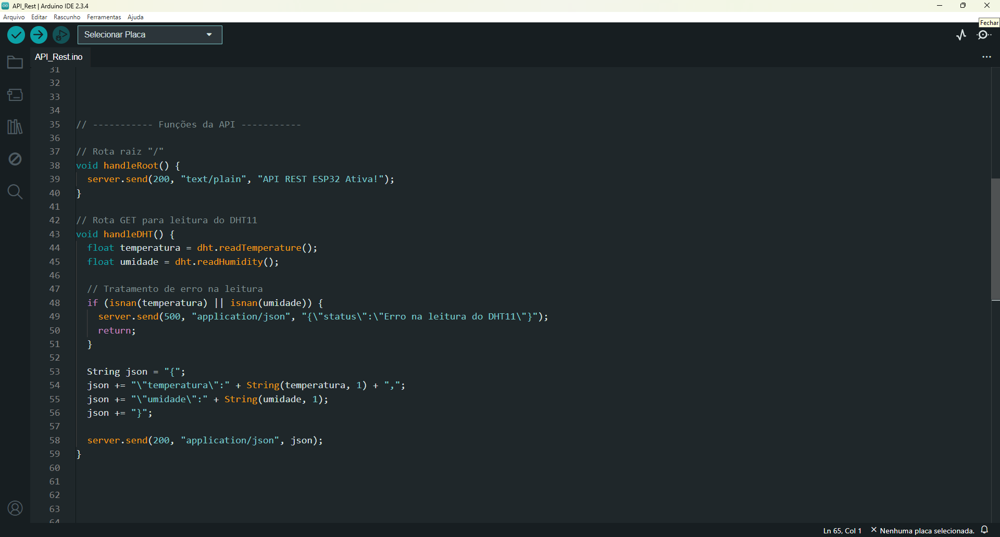 API_Rest | Arduino IDE 2.3.4
Arquivo Editar Rascunho Ferramentas Ajuda
Fechar
Selecionar Placa
API_Rest.ino
31
32
33
34
35 // ----------- Funções da API -----------
36
37 // Rota raiz "/"
38 void handleRoot() {
39   server.send(200, "text/plain", "API REST ESP32 Ativa!");
40 }
41
42 // Rota GET para leitura do DHT11
43 void handleDHT() {
44   float temperatura = dht.readTemperature();
45   float umidade = dht.readHumidity();
46
47   // Tratamento de erro na leitura
48   if (isnan(temperatura) || isnan(umidade)) {
49     server.send(500, "application/json", "{\"status\":\"Erro na leitura do DHT11\"}");
50     return;
51   }
52
53   String json = "{";
54   json += "\"temperatura\":" + String(temperatura, 1) + ",";
55   json += "\"umidade\":" + String(umidade, 1);
56   json += "}";
57
58   server.send(200, "application/json", json);
59 }
60
61
62
63
64
Ln 65, Col 1 × Nenhuma placa selecionada.